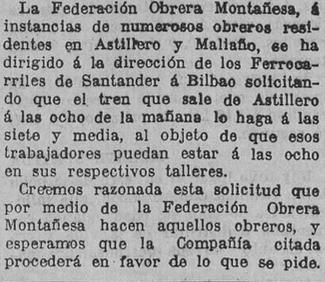 La Federación Obrera Montañesa, á
instancias de numerosos obreros resi-
dentes en Astillero y Maliaño, se ha
dirigido á la dirección de los Ferroca-
rriles de Santander á Bilbao solicitan-
do que el tren que sale de Astillero
á las ocho de la mañana lo haga á las
siete y media, al objeto de que esos
trabajadores puedan estar á las ocho
en sus respectivos talleres.
Creemos razonada esta solicitud que
por medio de la Federación Obrera
Montañesa hacen aquellos obreros, y
esperamos que la Compañía citada
procederá en favor de lo que se pide.